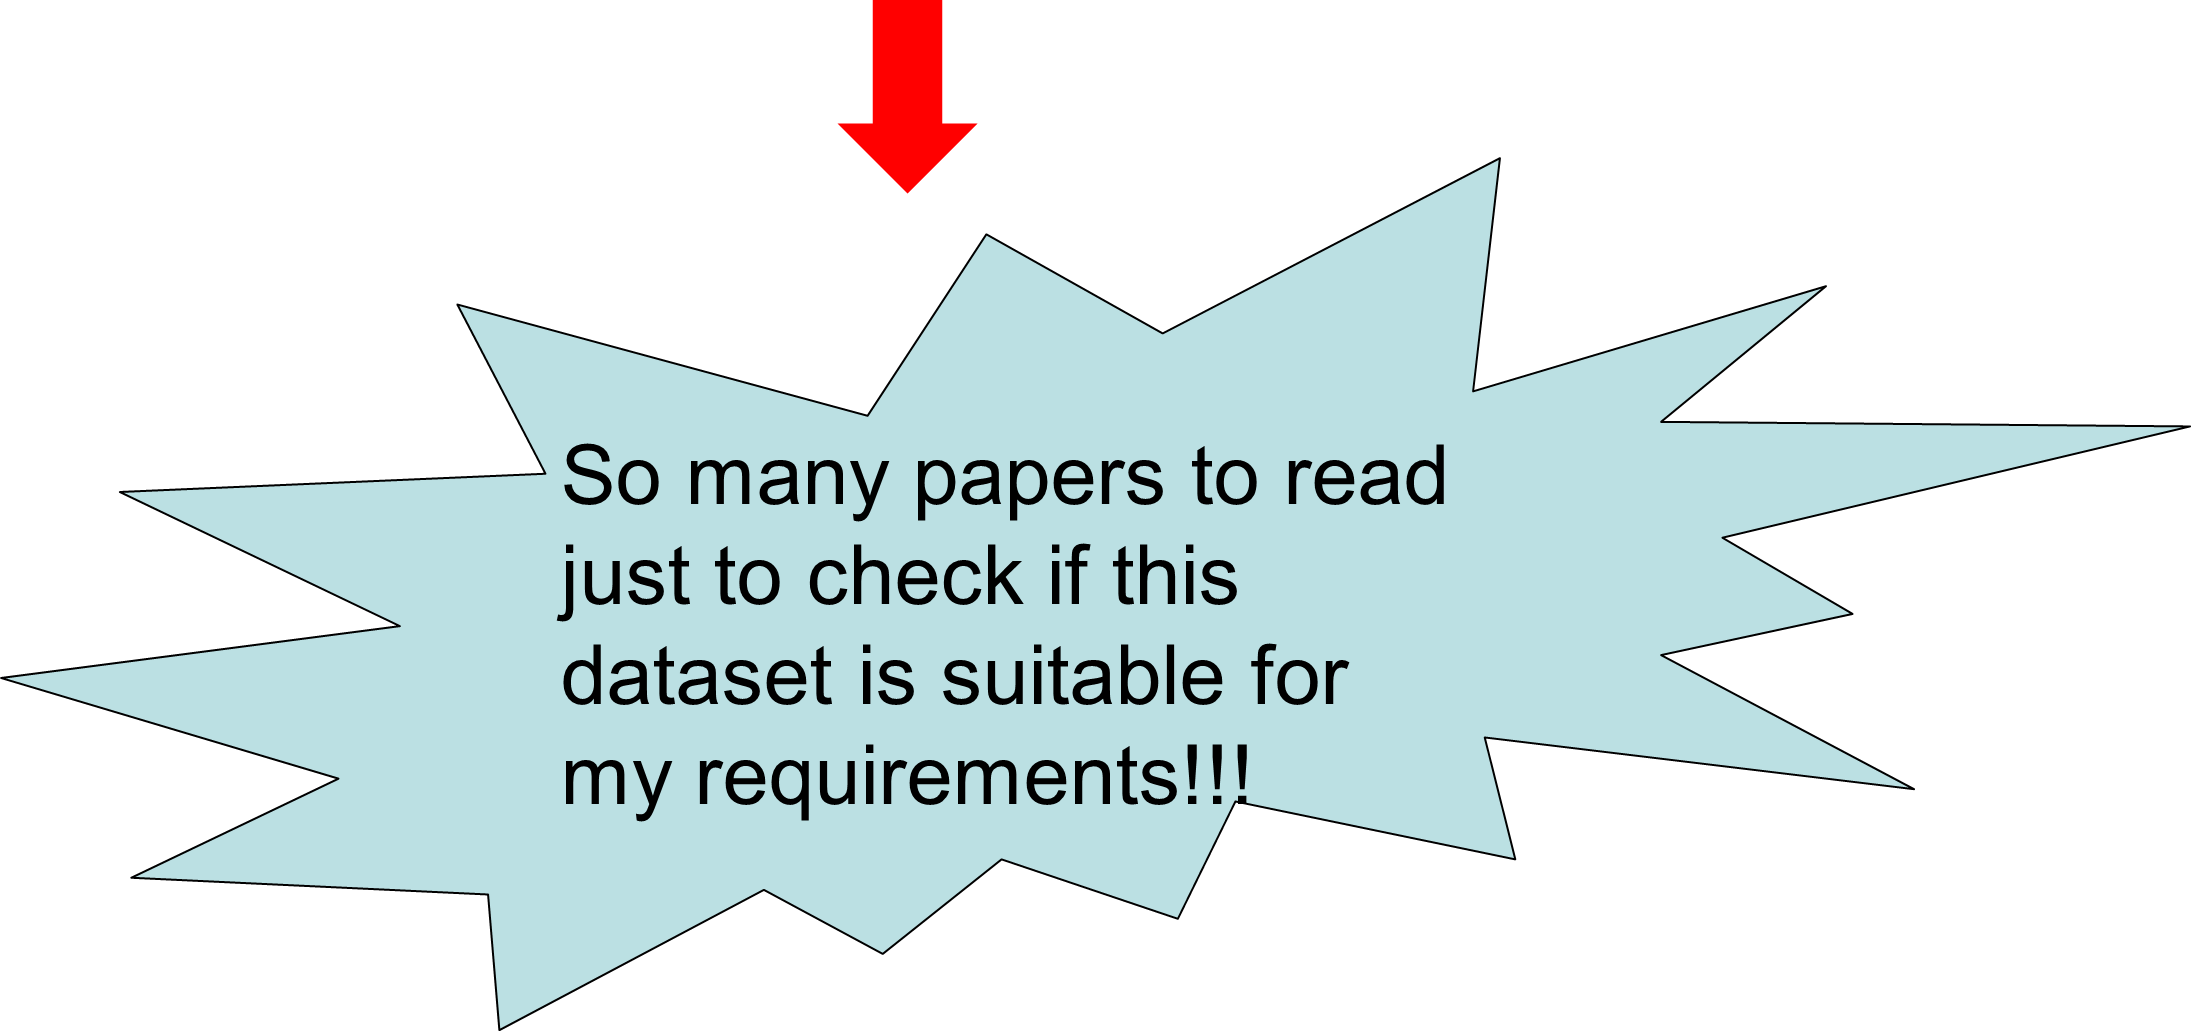 So many papers to read
just to check if this
dataset is suitable for
my requirements!!!